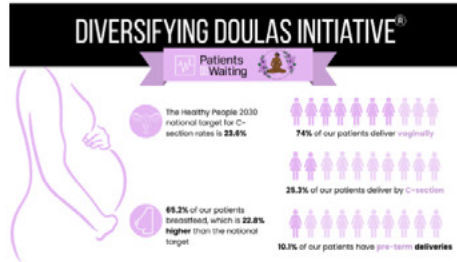 DIVERSIFYING DOULAS INITIATIVE®
Patients
Waiting
The Healthy People 2030
national target for C-
section rates is 23.6%
74% of our patients deliver vaginally
26.3% of our patients deliver by C-section
65.2% of our patients
breastfeed, which is 22.8%
higher than the national
target
10.1% of our patients have pre-term deliveries